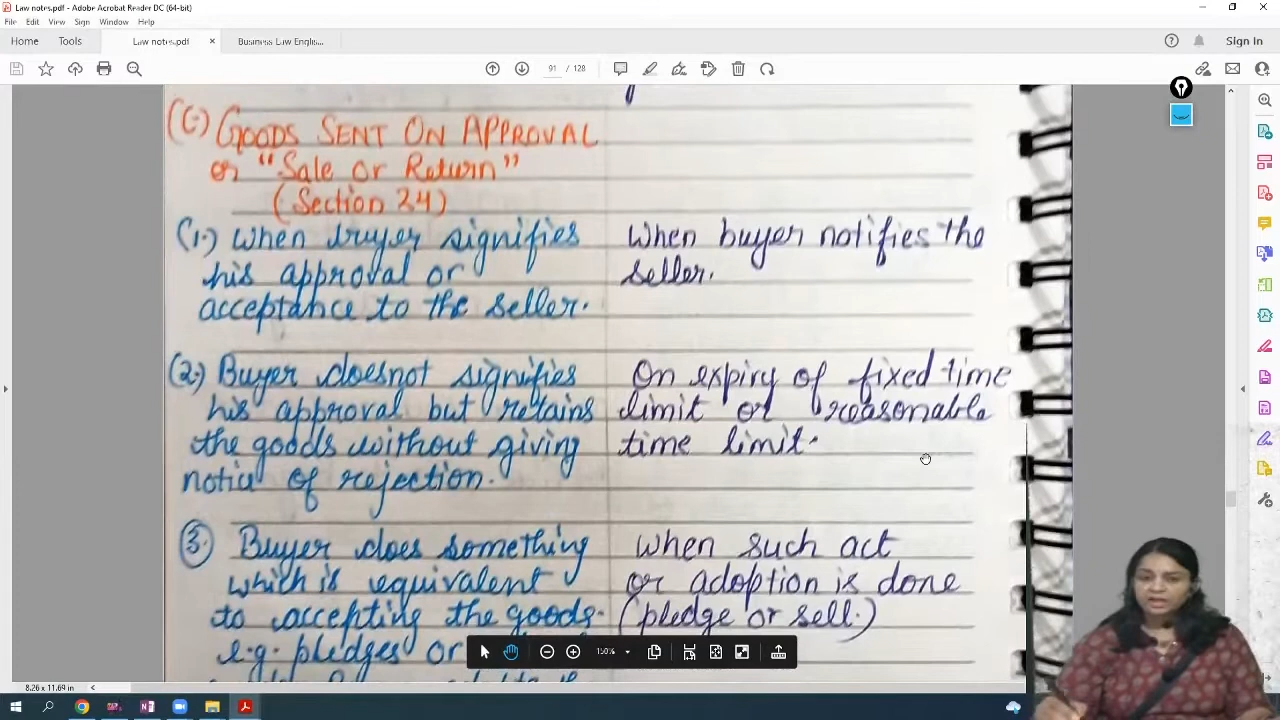 Law notes.pdf - Adobe Acrobat Reader DC (64-bit)
File Edit View Sign Window Help
Home Tools Law notes.pdf × Business Law Englis... Sign In
91 / 128
(C.) GOODS SENT ON APPROVAL
or "Sale or Return"
(Section 24)
(1.) When buyer signifies
his approval or
acceptance to the seller.
When buyer notifies the
seller.
(2.) Buyer doesnot signifies
his approval but retains
the goods without giving
notice of rejection.
On expiry of fixed time
limit or reasonable
time limit.
3. Buyer does something
which is equivalent
to accepting the goods.
e.g. pledges or
When such act
or adoption is done
(pledge or sell.)
150%
8.26 x 11.69 in